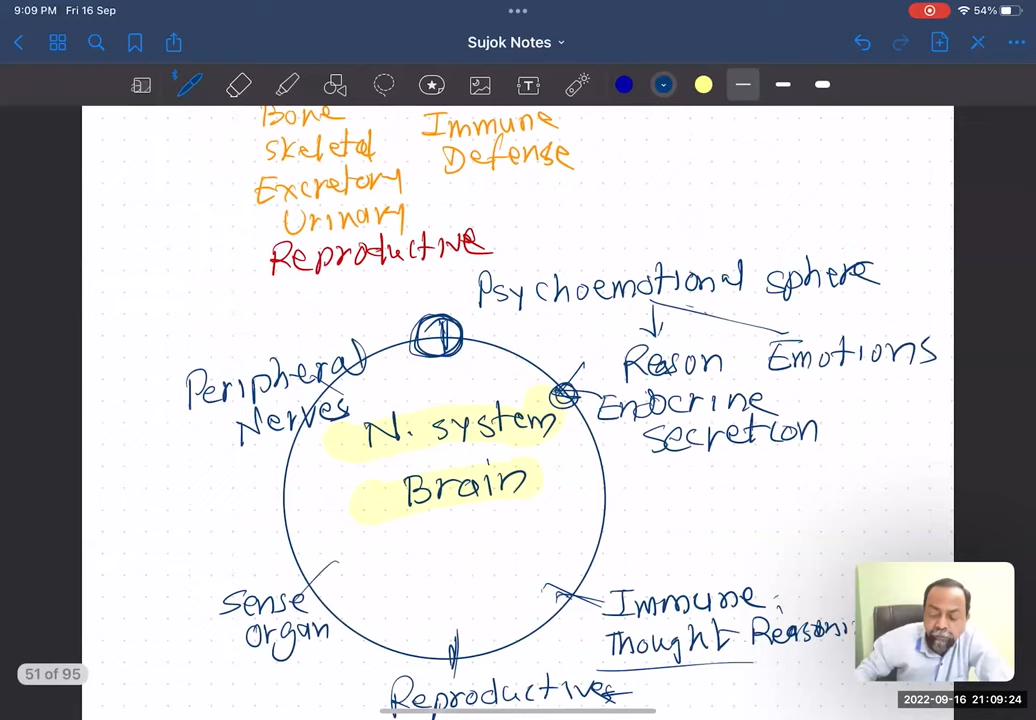 9:09 PM Fri 16 Sep
54%
Sujok Notes
T
Bone
Skeletal
Excretory
Urinary
Reproductive
Immune
Defense
Psychoemotional sphere
Reason Emotions
1
Peripheral
Nerves
N. system
Brain
Endocrine
secretion
Sense
organ
Immune
Thought
Reproductive
51 of 95
2022-09-16 21:09:24